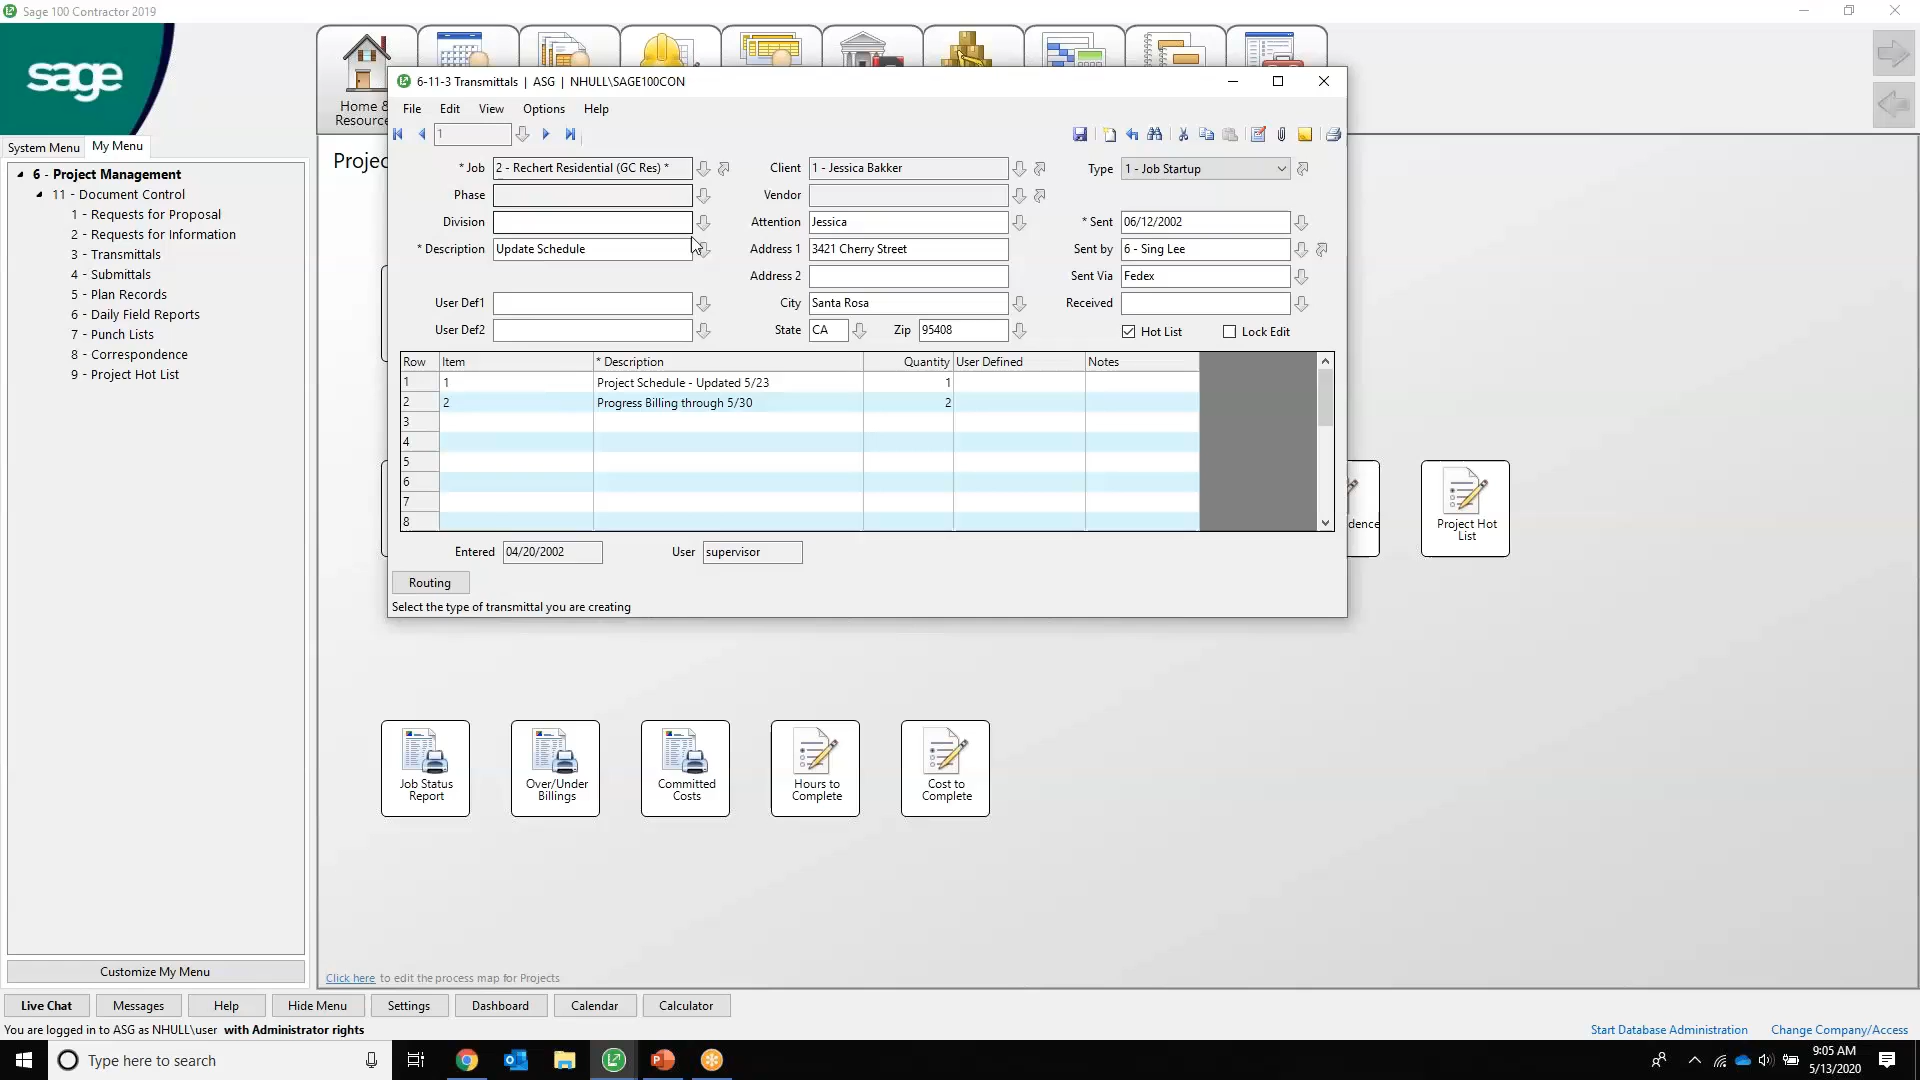 Sage 100 Contractor 2019
sage
Home &
Resource
System Menu
My Menu
6 - Project Management
11 - Document Control
1 - Requests for Proposal
2 - Requests for Information
3 - Transmittals
4 - Submittals
5 - Plan Records
6 - Daily Field Reports
7 - Punch Lists
8 - Correspondence
9 - Project Hot List
Customize My Menu
Projec
6-11-3 Transmittals | ASG | NHULL\SAGE100CON
File Edit View Options Help
1
* Job 2 - Rechert Residential (GC Res) * Client 1 - Jessica Bakker Type 1 - Job Startup
Phase Vendor
Division Attention Jessica * Sent 06/12/2002
* Description Update Schedule Address 1 3421 Cherry Street Sent by 6 - Sing Lee
Address 2 Sent Via Fedex
User Def1 City Santa Rosa Received
User Def2 State CA Zip 95408 Hot List Lock Edit
Row Item * Description Quantity User Defined Notes
1 1 Project Schedule - Updated 5/23 1
2 2 Progress Billing through 5/30 2
3
4
5
6
7
8
Entered 04/20/2002 User supervisor
Routing
Select the type of transmittal you are creating
dence
Project Hot
List
Job Status
Report
Over/Under
Billings
Committed
Costs
Hours to
Complete
Cost to
Complete
Click here to edit the process map for Projects
Live Chat Messages Help Hide Menu Settings Dashboard Calendar Calculator
You are logged in to ASG as NHULL\user with Administrator rights
Start Database Administration Change Company/Access
Type here to search
9:05 AM
5/13/2020